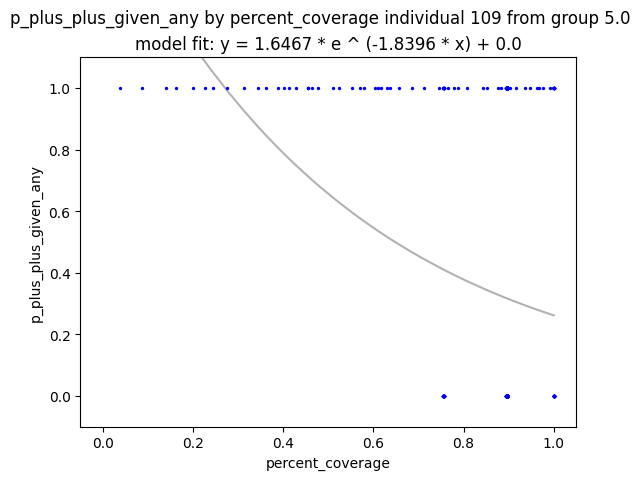 p_plus_plus_given_any by percent_coverage individual 109 from group 5.0
model fit: y = 1.6467 * e ^ (-1.8396 * x) + 0.0
1.0
0.8
0.6
0.4
0.2
0.0
p_plus_plus_given_any
0.0 0.2 0.4 0.6 0.8 1.0
percent_coverage